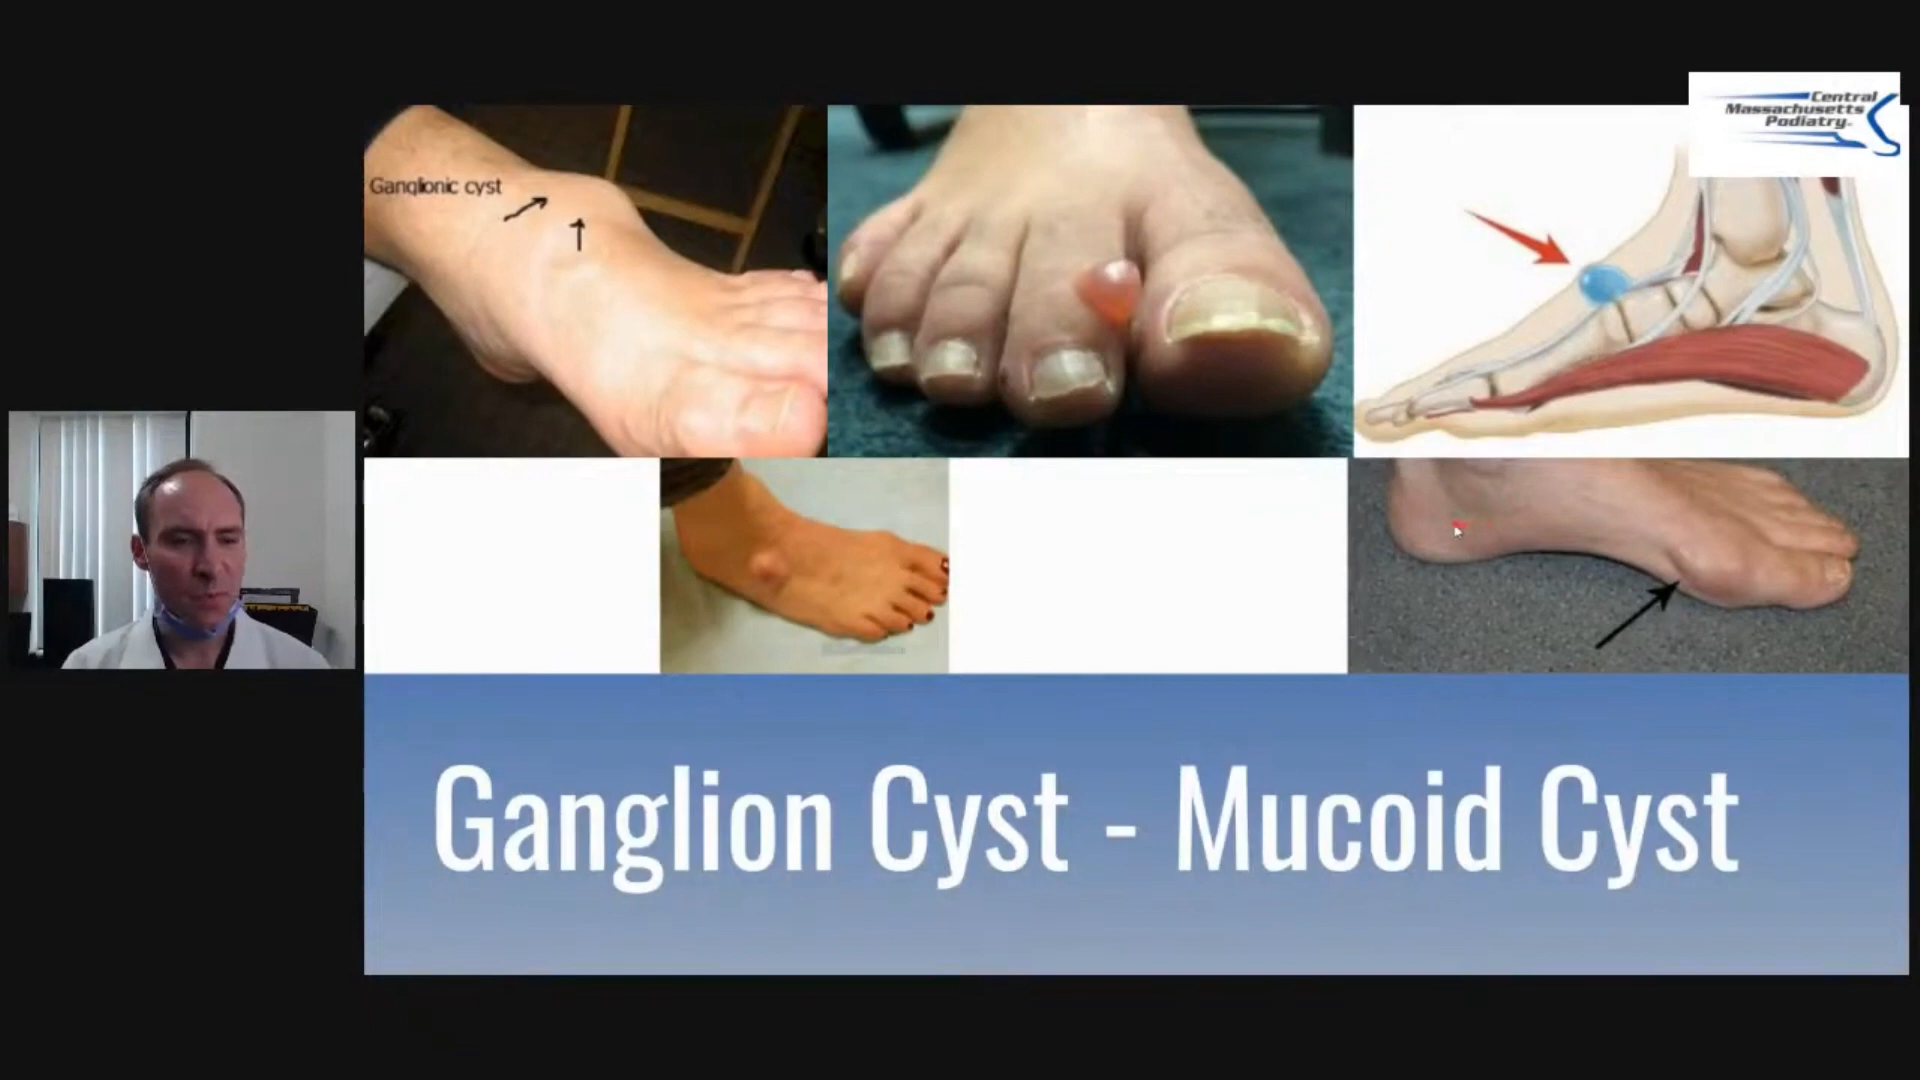 Central
Massachusetts
Podiatry
Ganglionic cyst
Ganglion Cyst - Mucoid Cyst